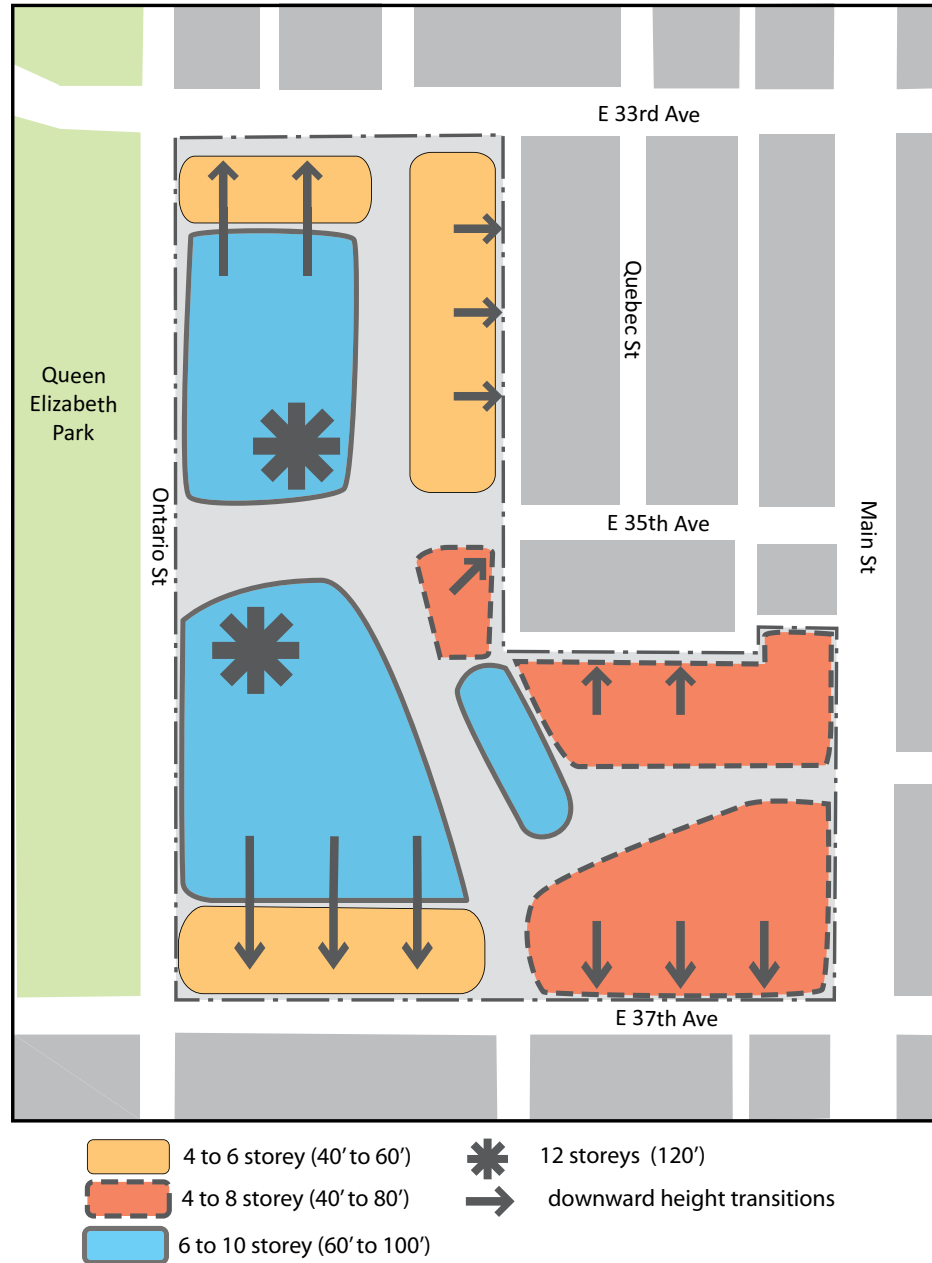 E 33rd Ave
Quebec St
Queen
Elizabeth
Park
Ontario St
E 35th Ave
Main St
E 37th Ave
4 to 6 storey (40’ to 60’)
12 storeys (120’)
4 to 8 storey (40’ to 80’)
downward height transitions
6 to 10 storey (60’ to 100’)